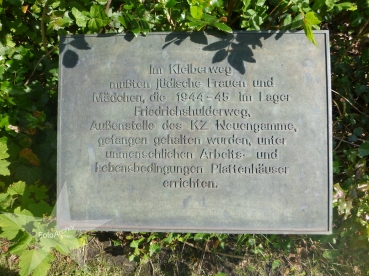 Im Kleiberweg
mußten jüdische Frauen und
Mädchen, die 1944-45 im Lager
Friedrichshulderweg,
Außenstelle des KZ Neuengamme,
gefangen gehalten wurden, unter
unmenschlichen Arbeits- und
Lebensbedingungen Plattenhäuser
errichten.